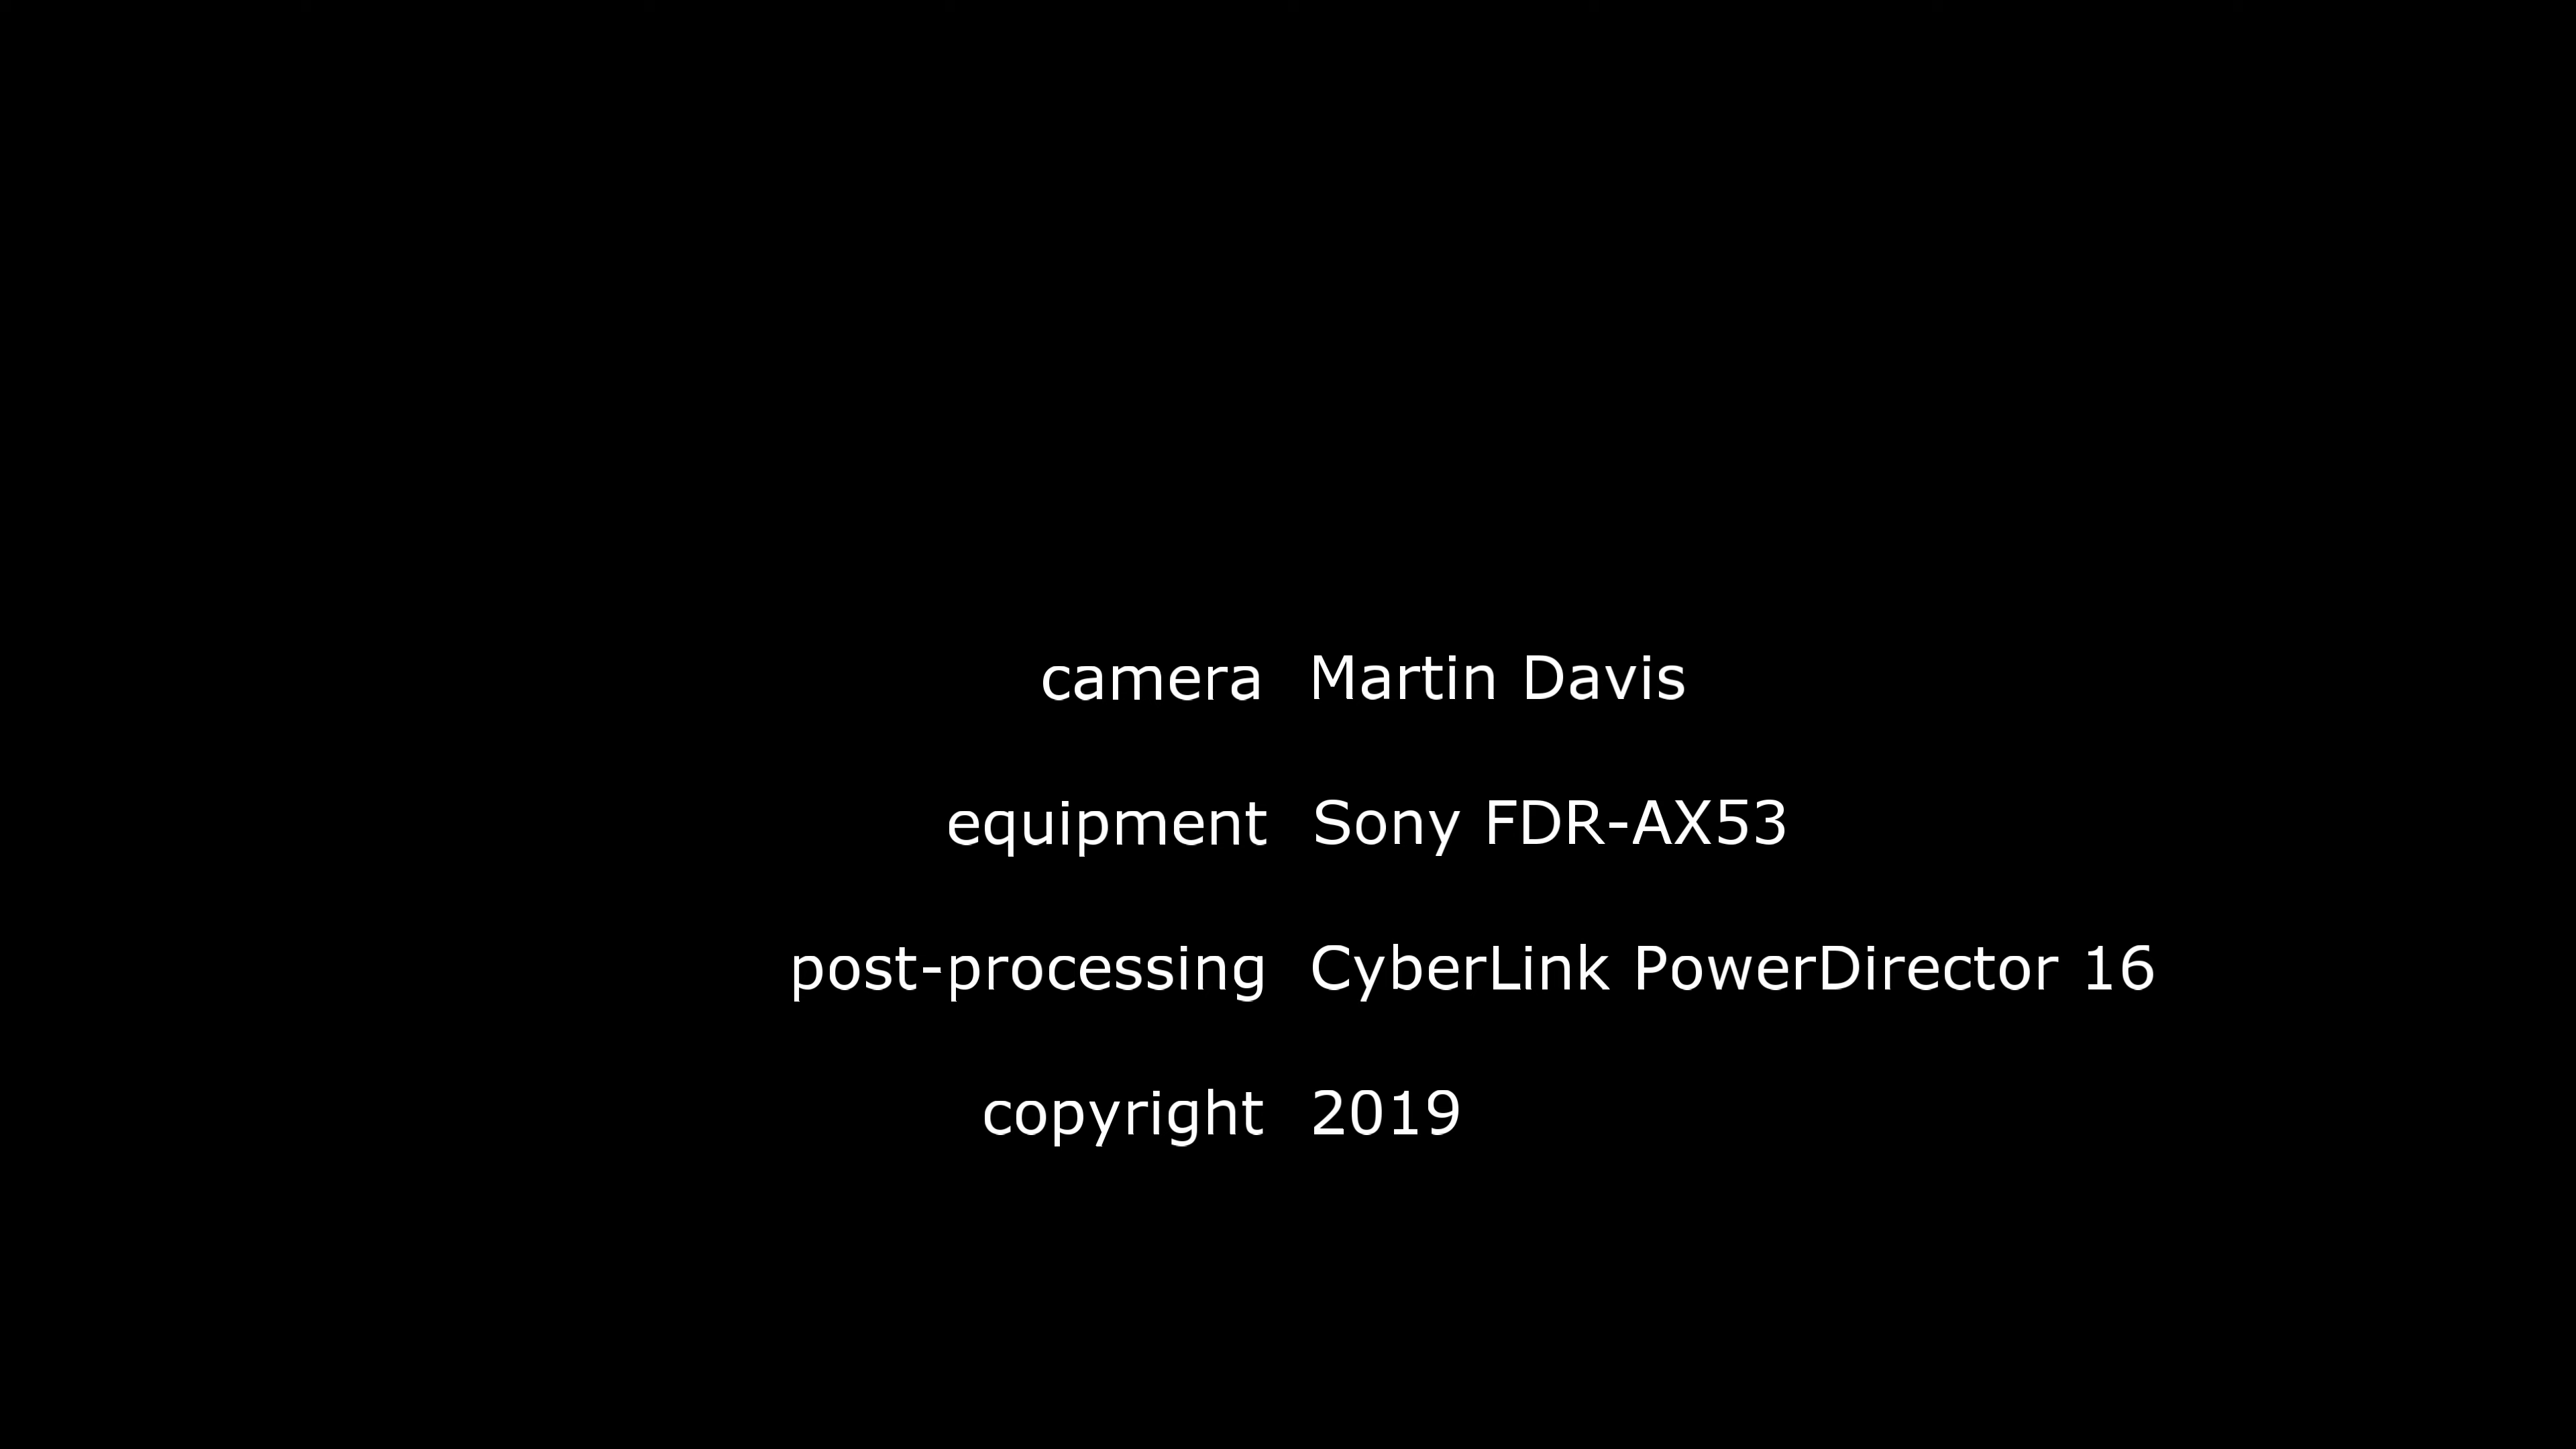 camera Martin Davis
equipment Sony FDR-AX53
post-processing CyberLink PowerDirector 16
copyright 2019